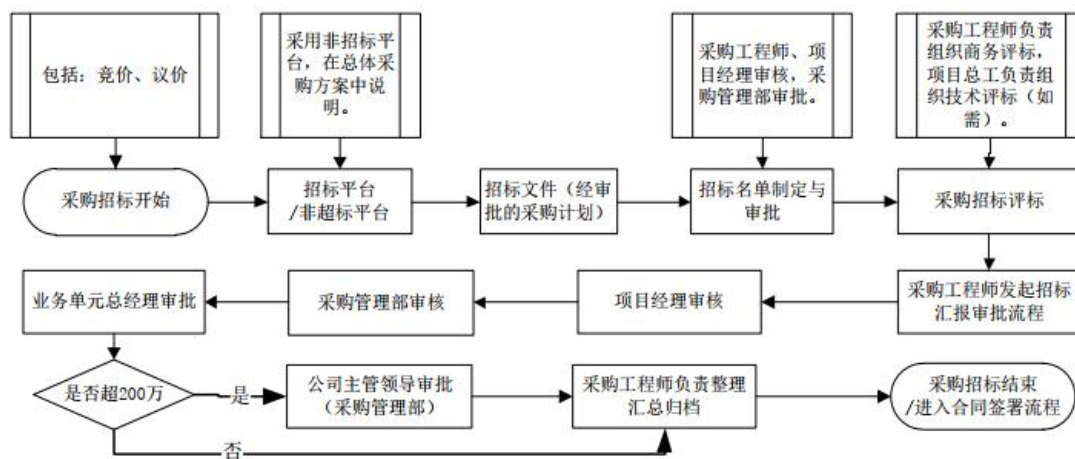 包括：竞价、议价
采用非招标平
台，在总体采
购方案中说
明。
采购工程师、项
目经理审核，采
购管理部审批。
采购工程师负责
组织商务评标，
项目总工负责组
织技术评标（如
需）。
采购招标开始
招标平台
/非超标平台
招标文件（经审
批的采购计划）
招标名单制定与
审批
采购招标评标
业务单元总经理审批
采购管理部审核
项目经理审核
采购工程师发起招标
汇报审批流程
是否超200万
是
公司主管领导审批
（采购管理部）
采购工程师负责整理
汇总归档
采购招标结束
/进入合同签署流程
否